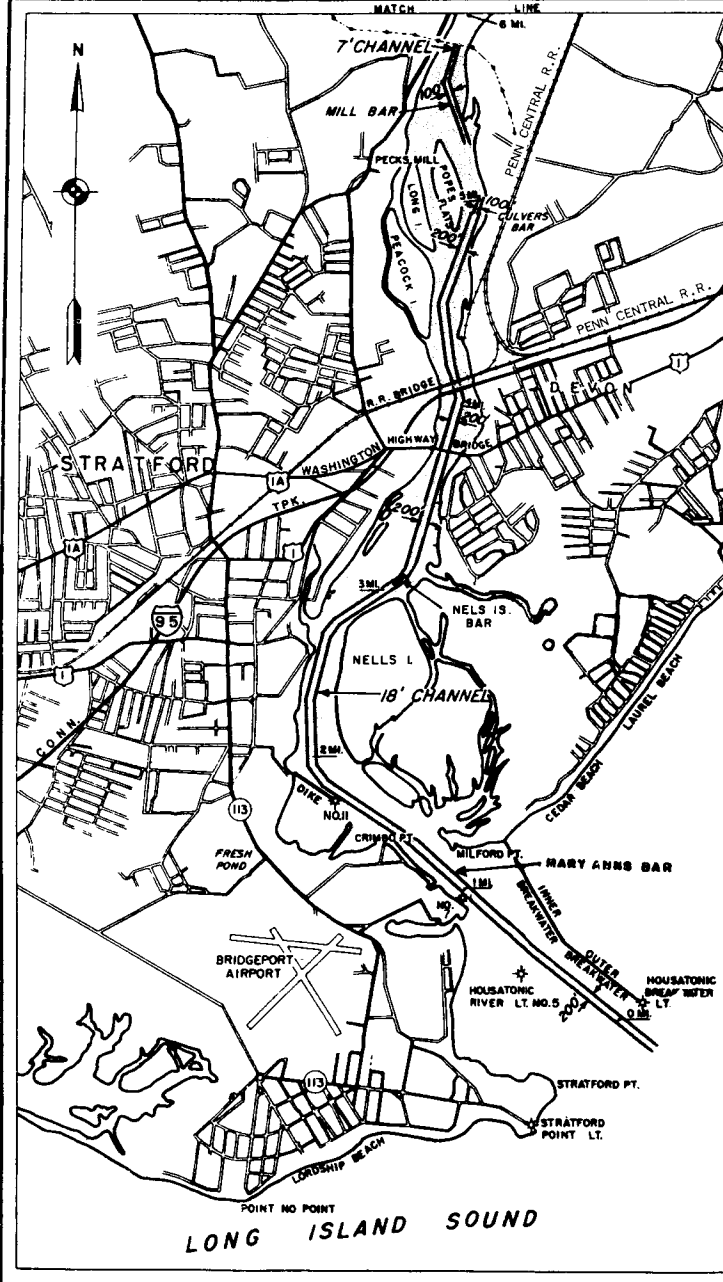 MATCH LINE
6 MI.
7' CHANNEL
N
100'
MILL BAR
PENN CENTRAL R.R.
PECKS MILL
LONG I.
POPES FLATS
5 MI.
100'
CULVERS BAR
200'
PEACOCK I.
PENN CENTRAL R.R.
R.R. BRIDGE
DEVON
1
200'
STRATFORD
WASHINGTON
HIGHWAY BRIDGE
1A
TPK.
200'
1A
1
3 MI.
NELS IS. BAR
95
NELLS I.
1
18' CHANNEL
LAUREL BEACH
CONN.
2 MI.
DIKE
NO.11
CEDAR BEACH
113
CRIMBO PT.
FRESH POND
MILFORD PT.
MARY ANNS BAR
1 MI.
NO. 7
INNER BREAKWATER
BRIDGEPORT AIRPORT
OUTER BREAKWATER
HOUSATONIC RIVER LT. NO.5
HOUSATONIC BREAKWATER LT.
200'
0 MI.
STRATFORD PT.
113
STRATFORD POINT LT.
LORDSHIP BEACH
POINT NO POINT
LONG ISLAND SOUND